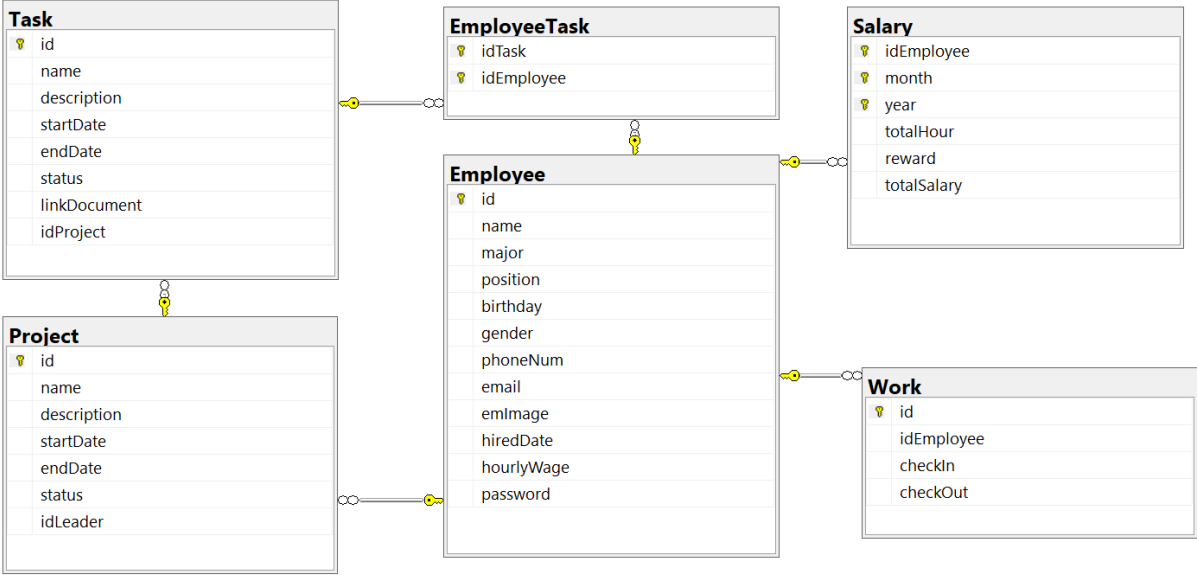 Task
id
name
description
startDate
endDate
status
linkDocument
idProject
EmployeeTask
idTask
idEmployee
Salary
idEmployee
month
year
totalHour
reward
totalSalary
Employee
id
name
major
position
birthday
gender
phoneNum
email
emImage
hiredDate
hourlyWage
password
Project
id
name
description
startDate
endDate
status
idLeader
Work
id
idEmployee
checkIn
checkOut